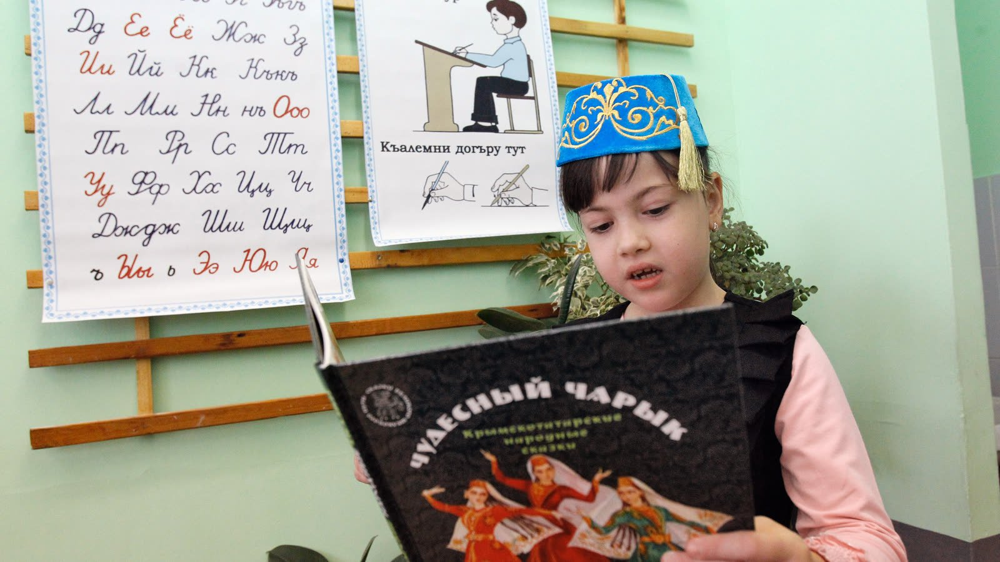 Дд Ее Ёё Жж Зз
Ии Йй Кк Къкъ
Лл Мм Нн нъ Оо
Пп Рр Сс Тт
Уу Фф Хх Цц Чч
Дждж Шш Щщ
ъ Ыы ь Ээ Юю Яя
Къалемни догъру тут
ЧУДЕСНЫЙ ЧАРЫК
Крымскотатарские
народные
сказки